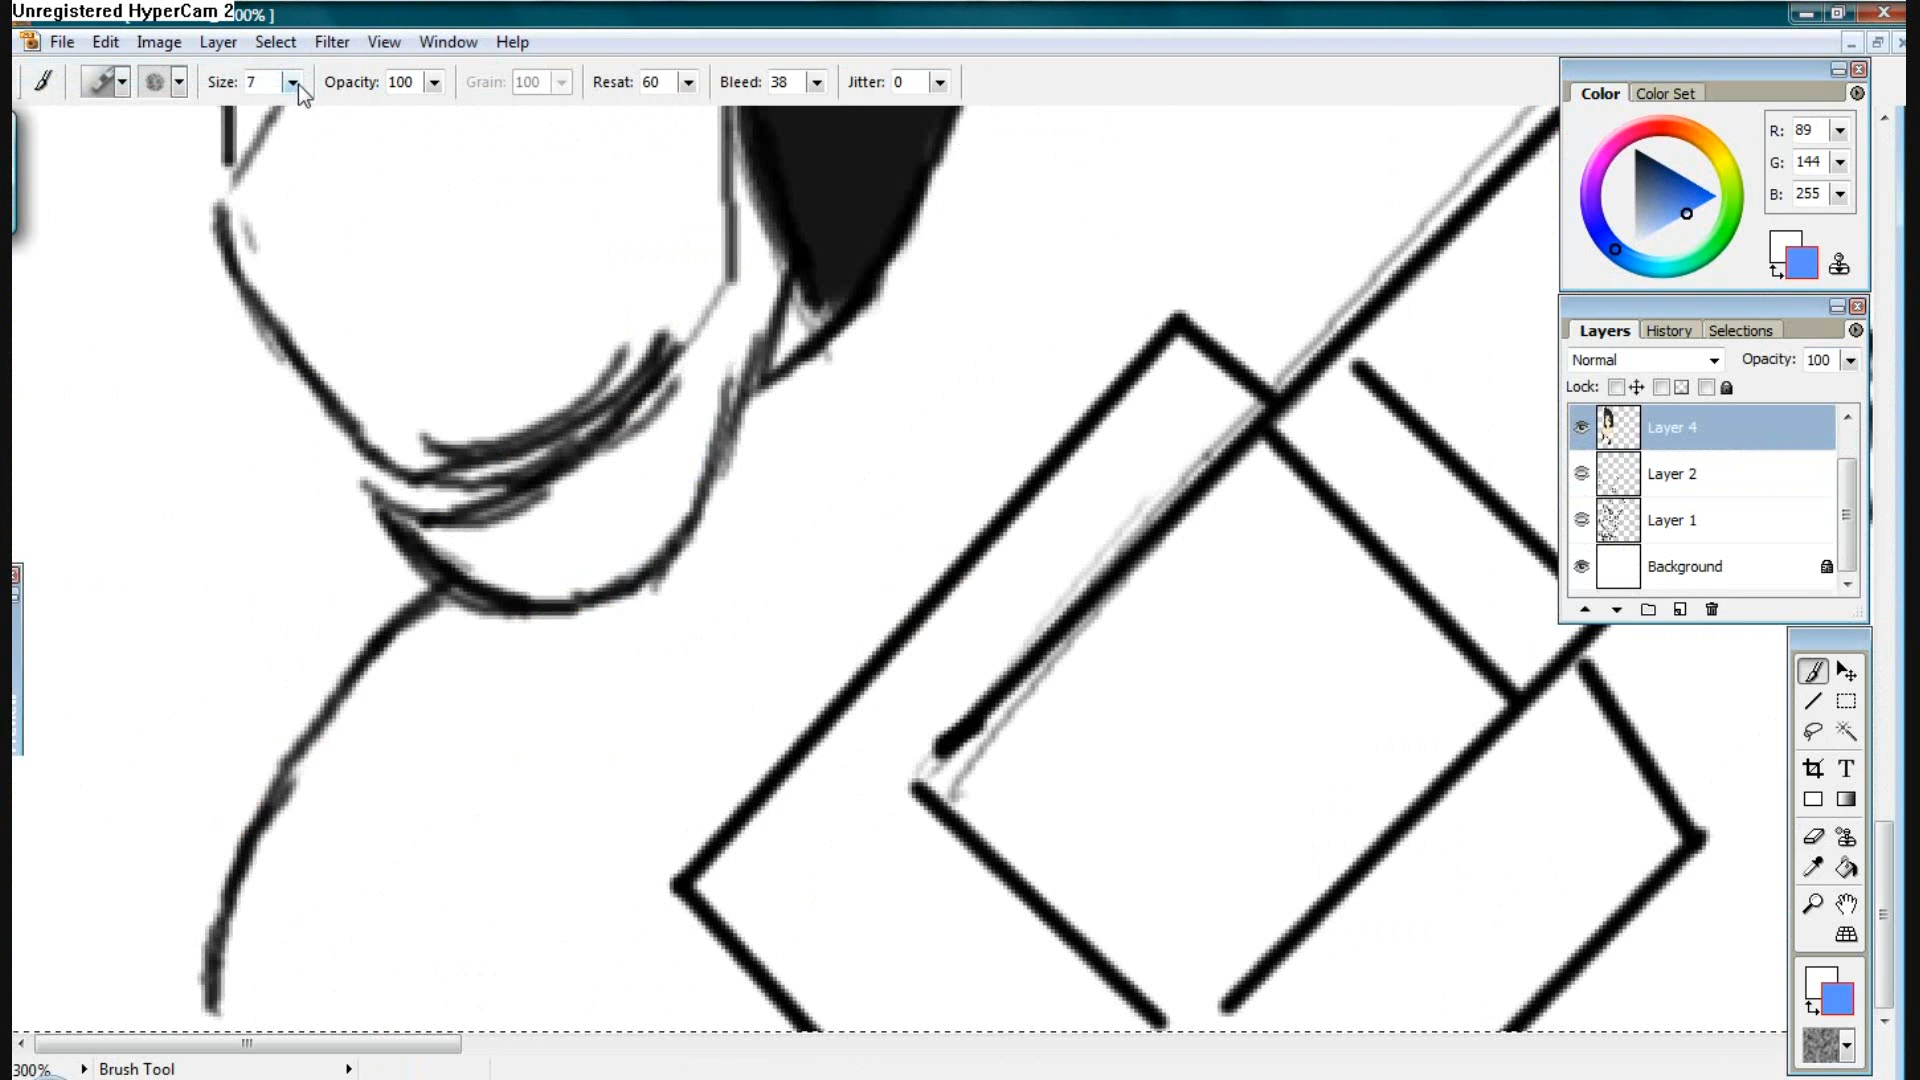 Unregistered HyperCam 2
00% ]
File Edit Image Layer Select Filter View Window Help
Size: 7 Opacity: 100 Grain: 100 Resat: 60 Bleed: 38 Jitter: 0
Color Color Set
R: 89
G: 144
B: 255
Layers History Selections
Normal Opacity: 100
Lock:
Layer 4
Layer 2
Layer 1
Background
T
300% Brush Tool